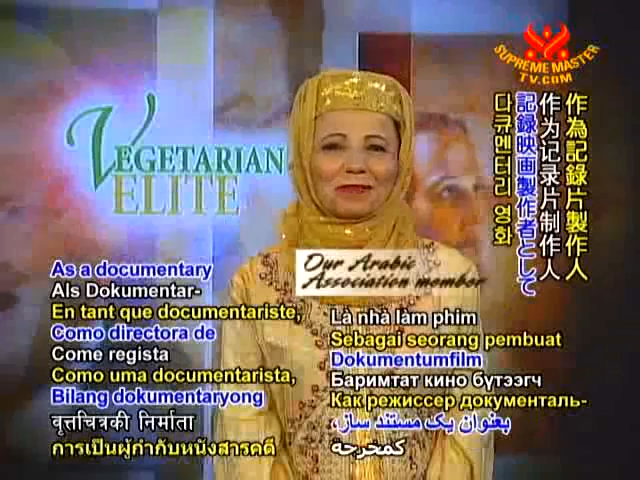 SUPREME MASTER
TV.COM
VEGETARIAN
ELITE
作為記錄片製作人
作为记录片制作人
記録映画製作者として
다큐멘터리 영화
Our Arabic
Association member
As a documentary
Als Dokumentar-
En tant que documentariste,
Como directora de
Come regista
Como uma documentarista,
Bilang dokumentaryong
वृत्तचित्रकी निर्माता
การเป็นผู้กำกับหนังสารคดี
Là nhà làm phim
Sebagai seorang pembuat
Dokumentumfilm
Баримтат кино бүтээгч
Как режиссер документаль-
بعنوان یک مستند ساز،
كمخرجة